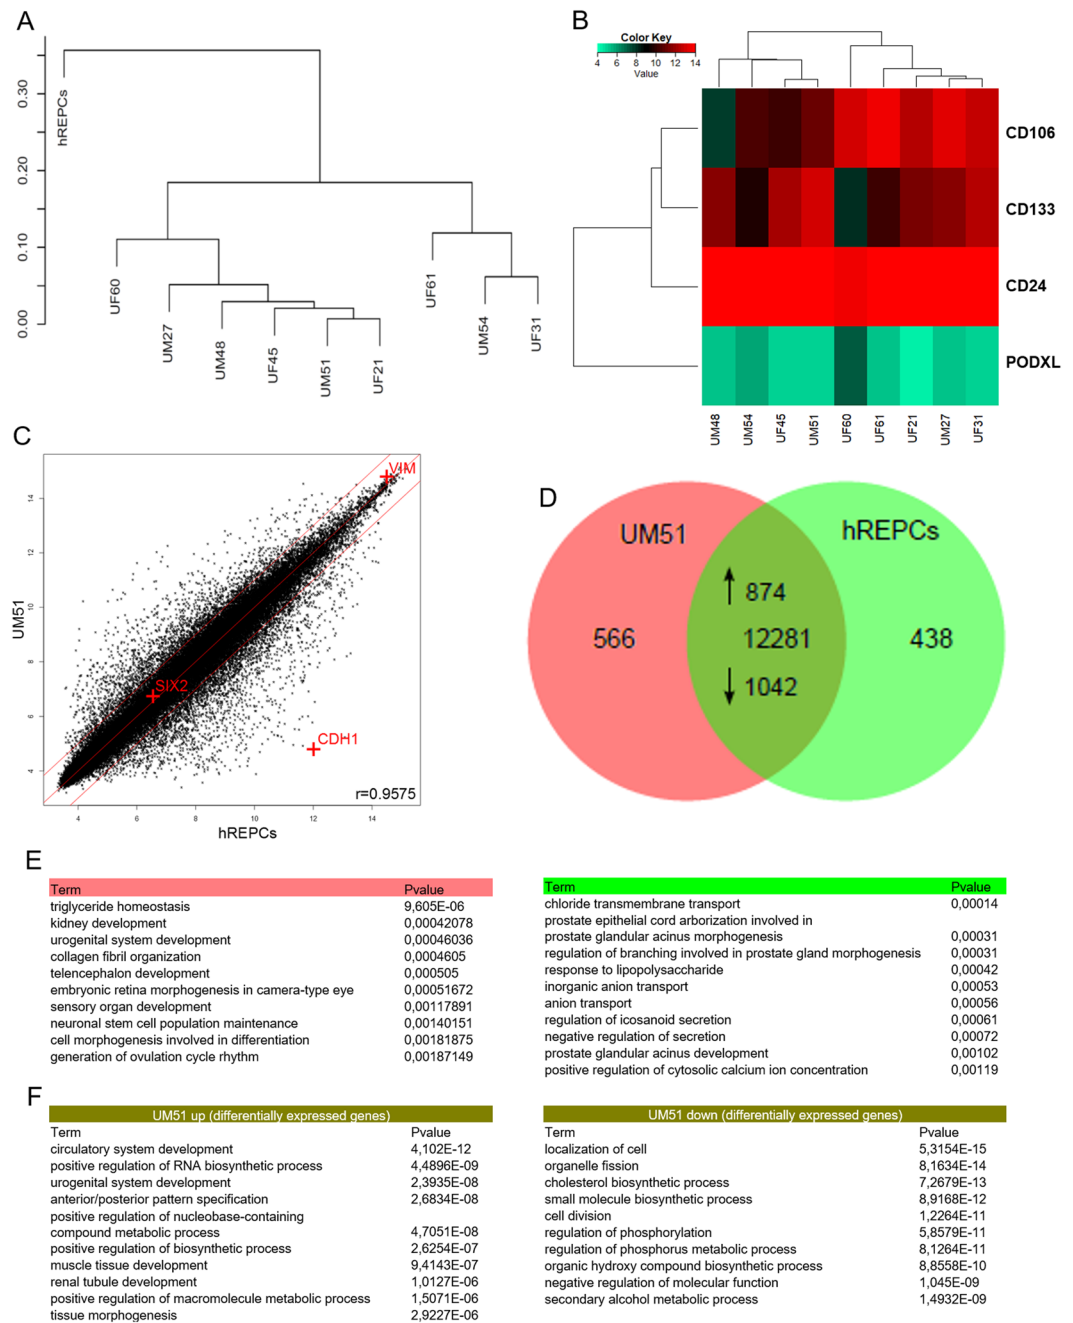 A
0.30
0.20
0.10
0.00
hREPCs
UF60
UM27
UM48
UF45
UM51
UF21
UF61
UM54
UF31
B
Color Key
4 6 8 10 12 14
Value
CD106
CD133
CD24
PODXL
UM48 UM54 UF45 UM51 UF60 UF61 UF21 UM27 UF31
C
UM51
14
12
10
8
6
4
VIM
SIX2
CDH1
r=0.9575
4 6 8 10 12 14
hREPCs
D
UM51
hREPCs
↑ 874
566 12281 438
↓ 1042
E
Term Pvalue
triglyceride homeostasis 9,605E-06
kidney development 0,00042078
urogenital system development 0,00046036
collagen fibril organization 0,0004605
telencephalon development 0,000505
embryonic retina morphogenesis in camera-type eye 0,00051672
sensory organ development 0,00117891
neuronal stem cell population maintenance 0,00140151
cell morphogenesis involved in differentiation 0,00181875
generation of ovulation cycle rhythm 0,00187149
Term Pvalue
chloride transmembrane transport 0,00014
prostate epithelial cord arborization involved in
prostate glandular acinus morphogenesis 0,00031
regulation of branching involved in prostate gland morphogenesis 0,00031
response to lipopolysaccharide 0,00042
inorganic anion transport 0,00053
anion transport 0,00056
regulation of icosanoid secretion 0,00061
negative regulation of secretion 0,00072
prostate glandular acinus development 0,00102
positive regulation of cytosolic calcium ion concentration 0,00119
F
UM51 up (differentially expressed genes)
Term Pvalue
circulatory system development 4,102E-12
positive regulation of RNA biosynthetic process 4,4896E-09
urogenital system development 2,3935E-08
anterior/posterior pattern specification 2,6834E-08
positive regulation of nucleobase-containing
compound metabolic process 4,7051E-08
positive regulation of biosynthetic process 2,6254E-07
muscle tissue development 9,4143E-07
renal tubule development 1,0127E-06
positive regulation of macromolecule metabolic process 1,5071E-06
tissue morphogenesis 2,9227E-06
UM51 down (differentially expressed genes)
Term Pvalue
localization of cell 5,3154E-15
organelle fission 8,1634E-14
cholesterol biosynthetic process 7,2679E-13
small molecule biosynthetic process 8,9168E-12
cell division 1,2264E-11
regulation of phosphorylation 5,8579E-11
regulation of phosphorus metabolic process 8,1264E-11
organic hydroxy compound biosynthetic process 8,8558E-10
negative regulation of molecular function 1,045E-09
secondary alcohol metabolic process 1,4932E-09